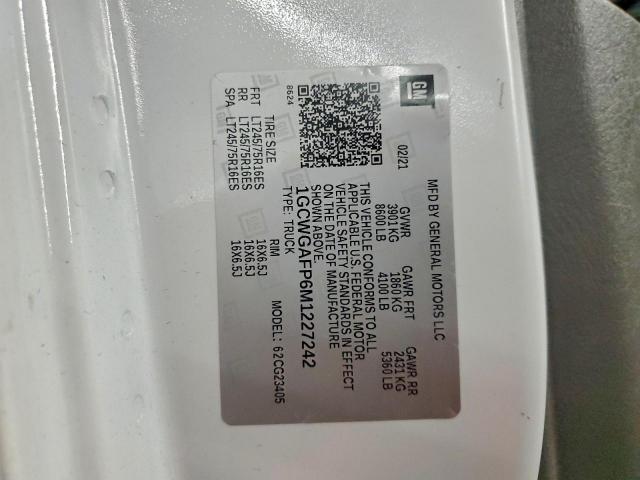 GM
MFD BY GENERAL MOTORS LLC
02/21 GVWR GAWR FRT GAWR RR
3901 KG 1860 KG 2431 KG
8600 LB 4100 LB 5360 LB
THIS VEHICLE CONFORMS TO ALL
APPLICABLE U.S. FEDERAL MOTOR
VEHICLE SAFETY STANDARDS IN EFFECT
ON THE DATE OF MANUFACTURE
SHOWN ABOVE.
1GCWGAFP6M1227242
8624 TYPE: TRUCK MODEL: 62CG23405
TIRE SIZE RIM
FRT LT245/75R16ES 16X6.5J
RR LT245/75R16ES 16X6.5J
SPA LT245/75R16ES 16X6.5J